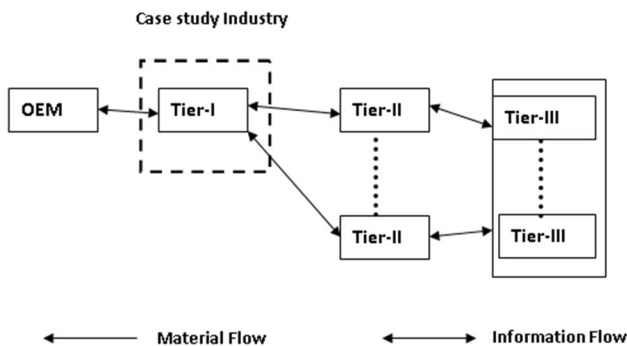 Case study Industry
OEM
Tier-I
Tier-II
Tier-III
Tier-II
Tier-III
Material Flow
Information Flow